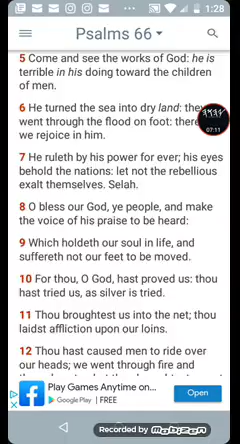 1:28
Psalms 66
5 Come and see the works of God: he is
terrible in his doing toward the children
of men.
6 He turned the sea into dry land: they
went through the flood on foot: there
we rejoice in him.
07:11
7 He ruleth by his power for ever; his eyes
behold the nations: let not the rebellious
exalt themselves. Selah.
8 O bless our God, ye people, and make
the voice of his praise to be heard:
9 Which holdeth our soul in life, and
suffereth not our feet to be moved.
10 For thou, O God, hast proved us: thou
hast tried us, as silver is tried.
11 Thou broughtest us into the net; thou
laidst affliction upon our loins.
12 Thou hast caused men to ride over
our heads; we went through fire and
Play Games Anytime on...
Google Play | FREE
Open
Recorded by Mobizen